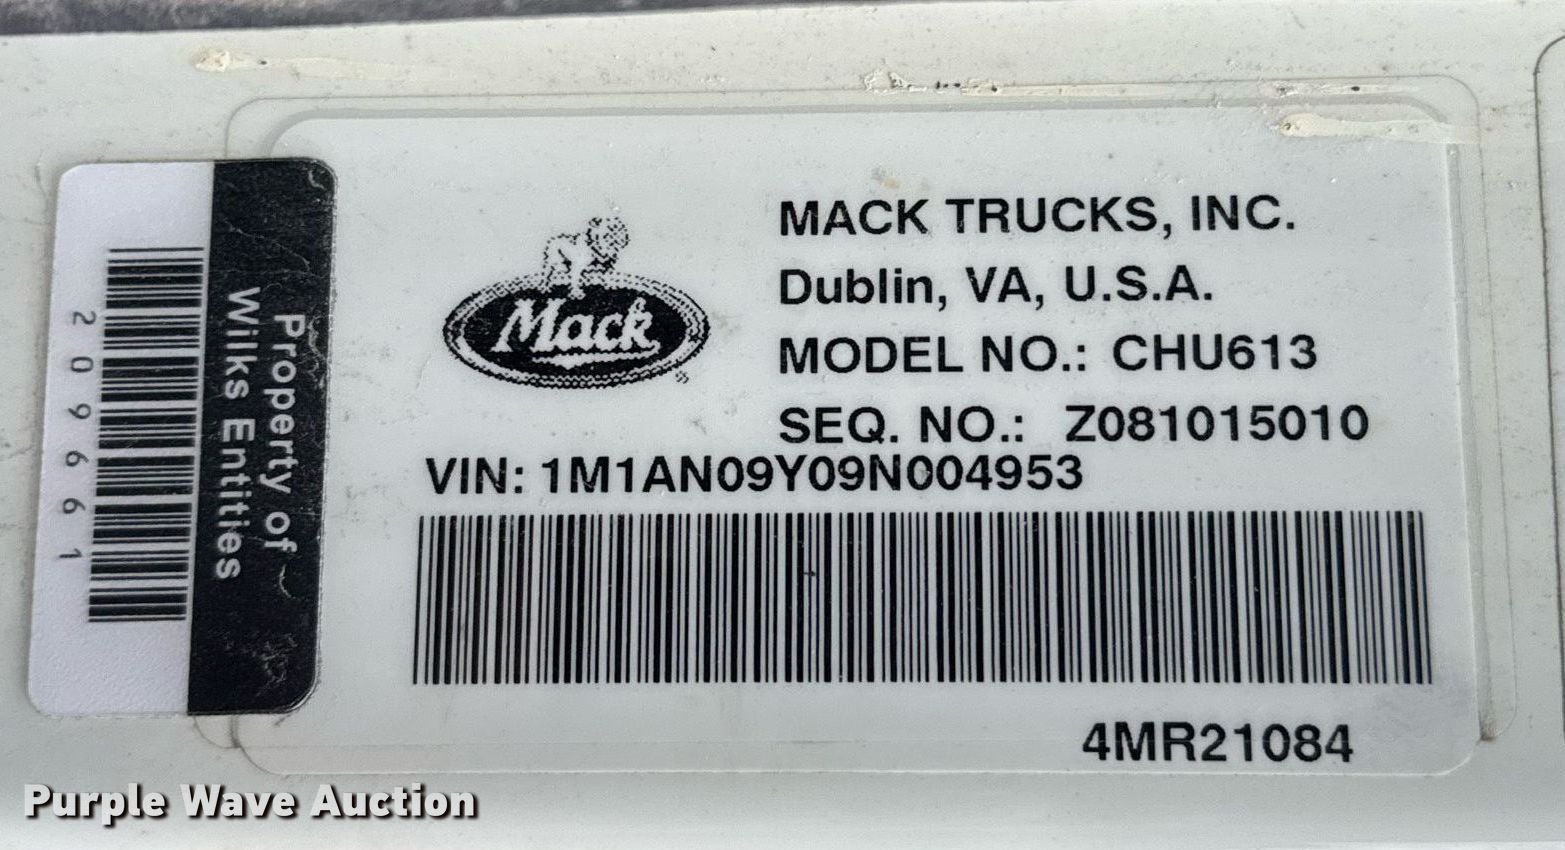 MACK TRUCKS, INC.
Dublin, VA, U.S.A.
MODEL NO.: CHU613
SEQ. NO.: Z081015010
VIN: 1M1AN09Y09N004953
4MR21084
Mack
®
Property of
Wilks Entities
2096661
Purple Wave Auction